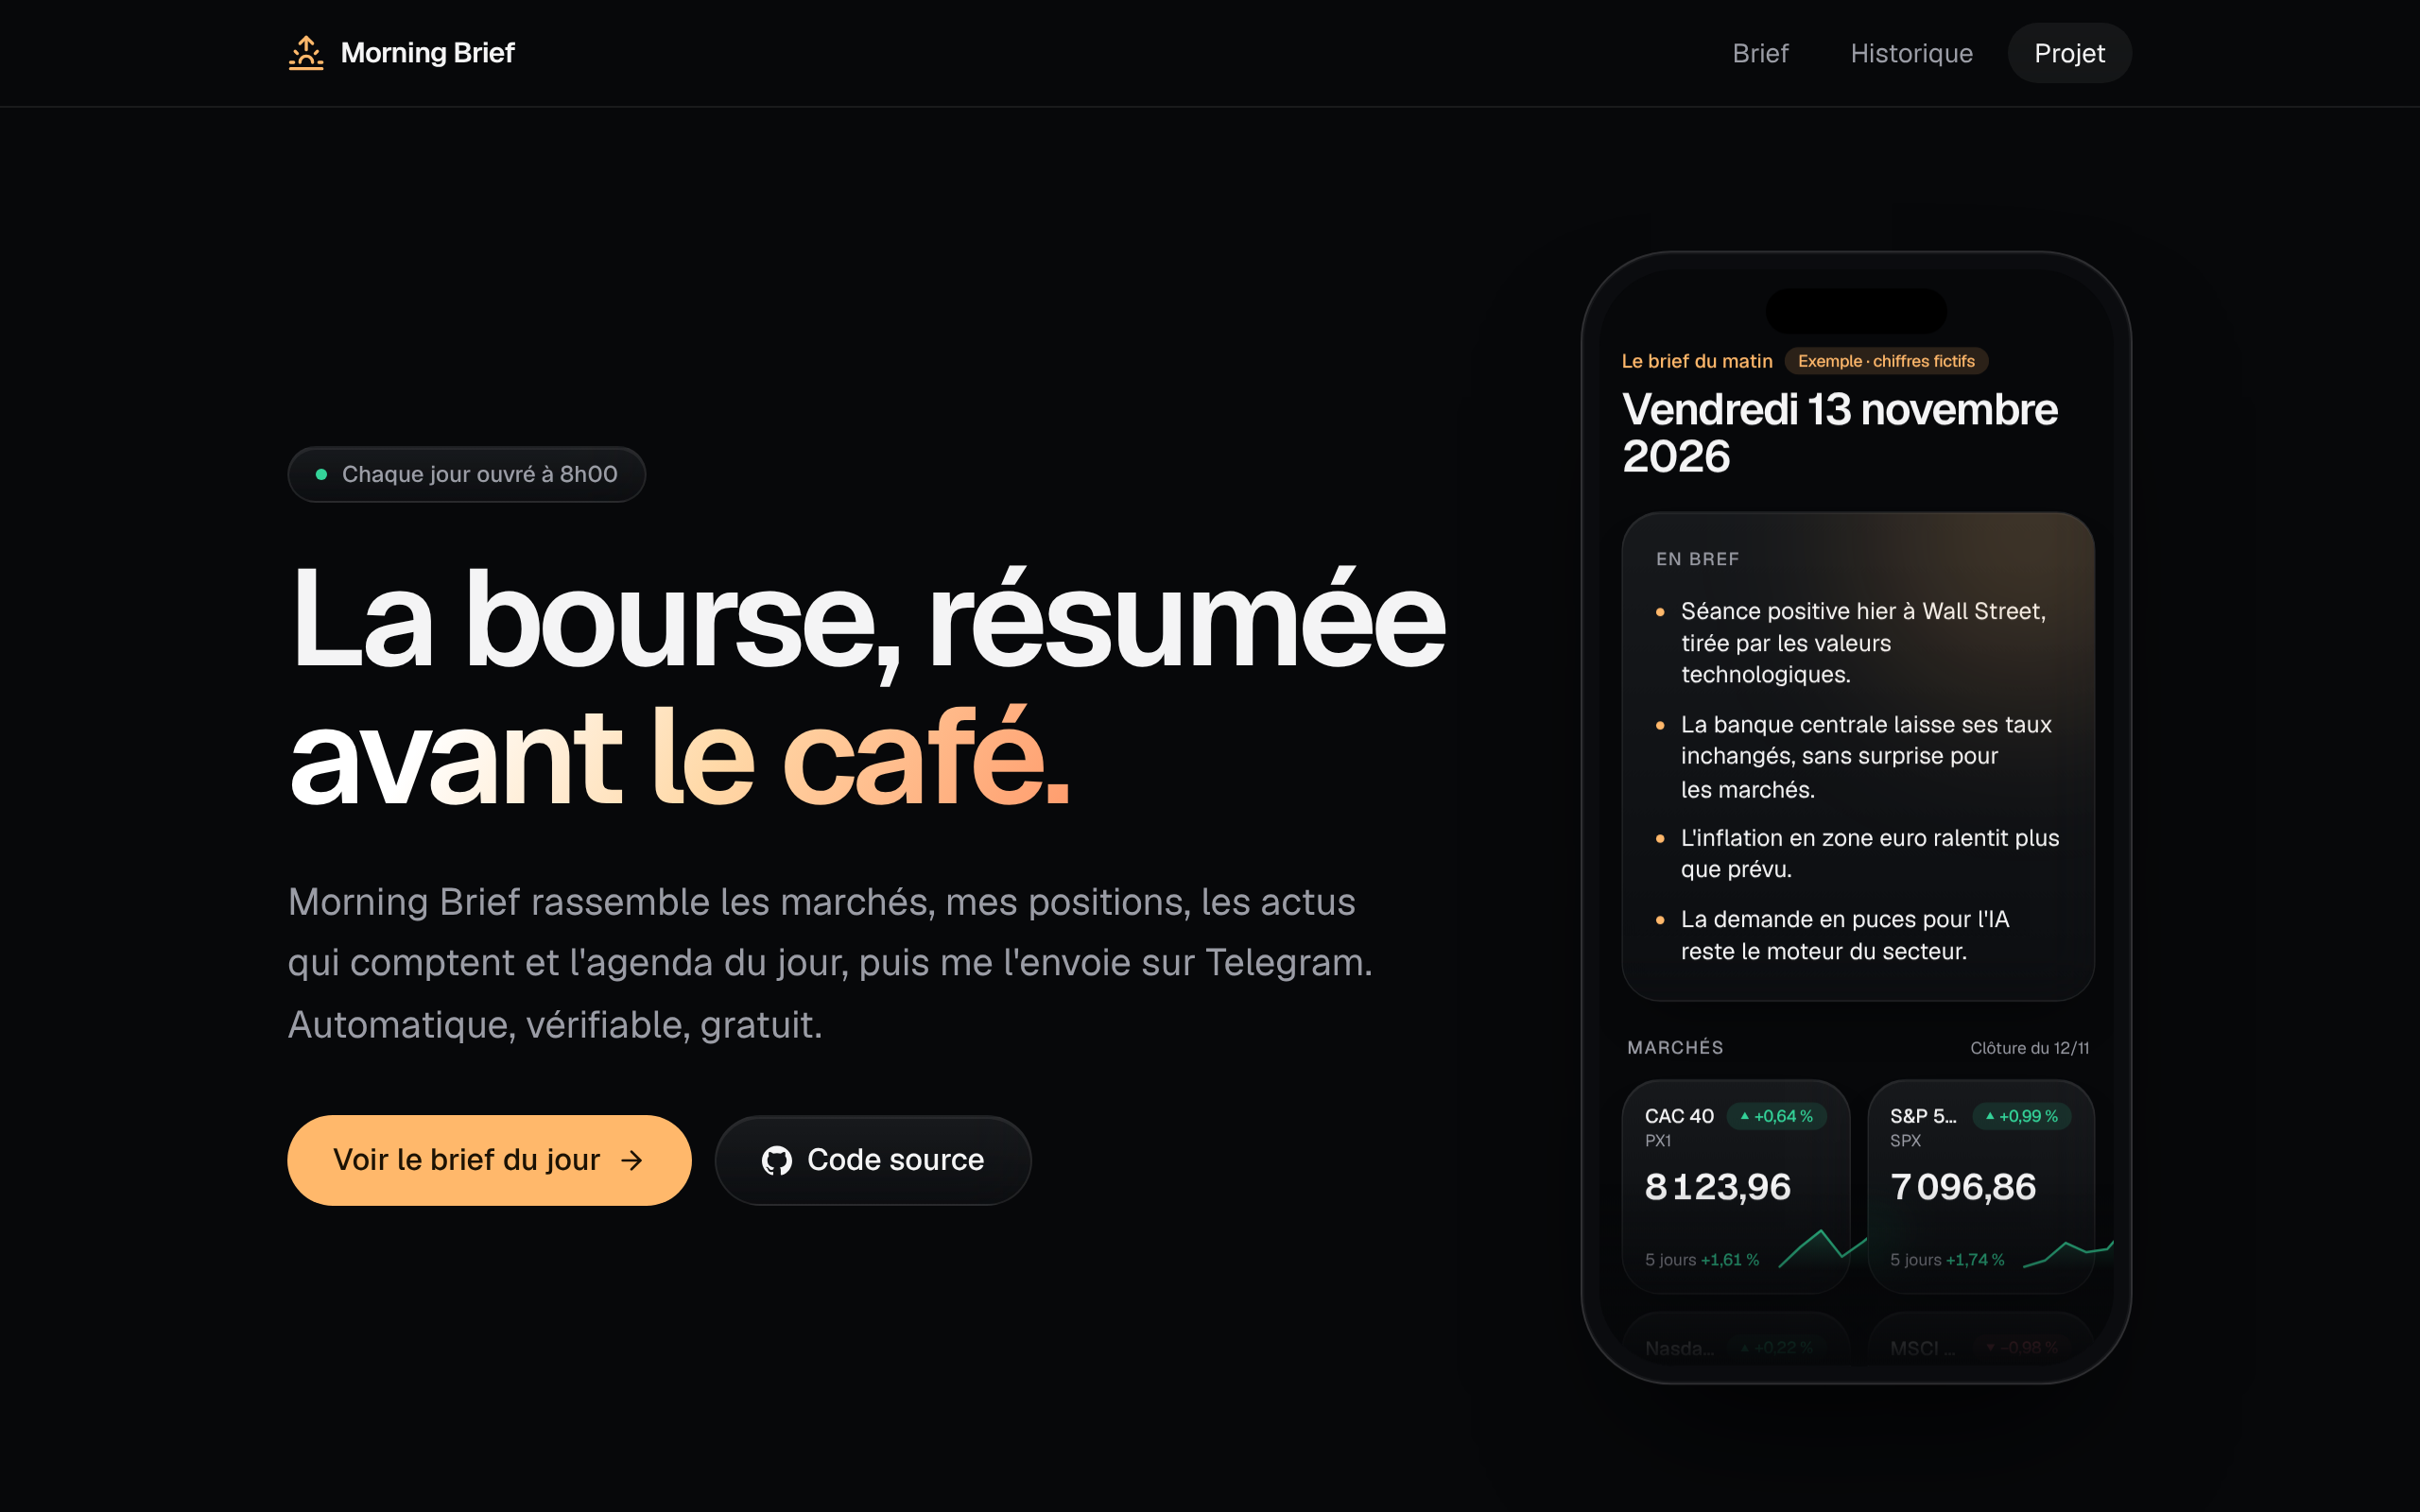 Morning Brief
Brief
Historique
Projet
Chaque jour ouvré à 8h00
La bourse, résumée
avant le café.
Morning Brief rassemble les marchés, mes positions, les actus
qui comptent et l'agenda du jour, puis me l'envoie sur Telegram.
Automatique, vérifiable, gratuit.
Voir le brief du jour →
Code source
Le brief du matin
Exemple · chiffres fictifs
Vendredi 13 novembre
2026
EN BREF
• Séance positive hier à Wall Street,
tirée par les valeurs
technologiques.
• La banque centrale laisse ses taux
inchangés, sans surprise pour
les marchés.
• L'inflation en zone euro ralentit plus
que prévu.
• La demande en puces pour l'IA
reste le moteur du secteur.
MARCHÉS
Clôture du 12/11
CAC 40 ▲ +0,64 %
PX1
8 123,96
5 jours +1,61 %
S&P 5... ▲ +0,99 %
SPX
7 096,86
5 jours +1,74 %
Nasda... ▲ +0,22 %
MSCI ... ▼ −0,98 %